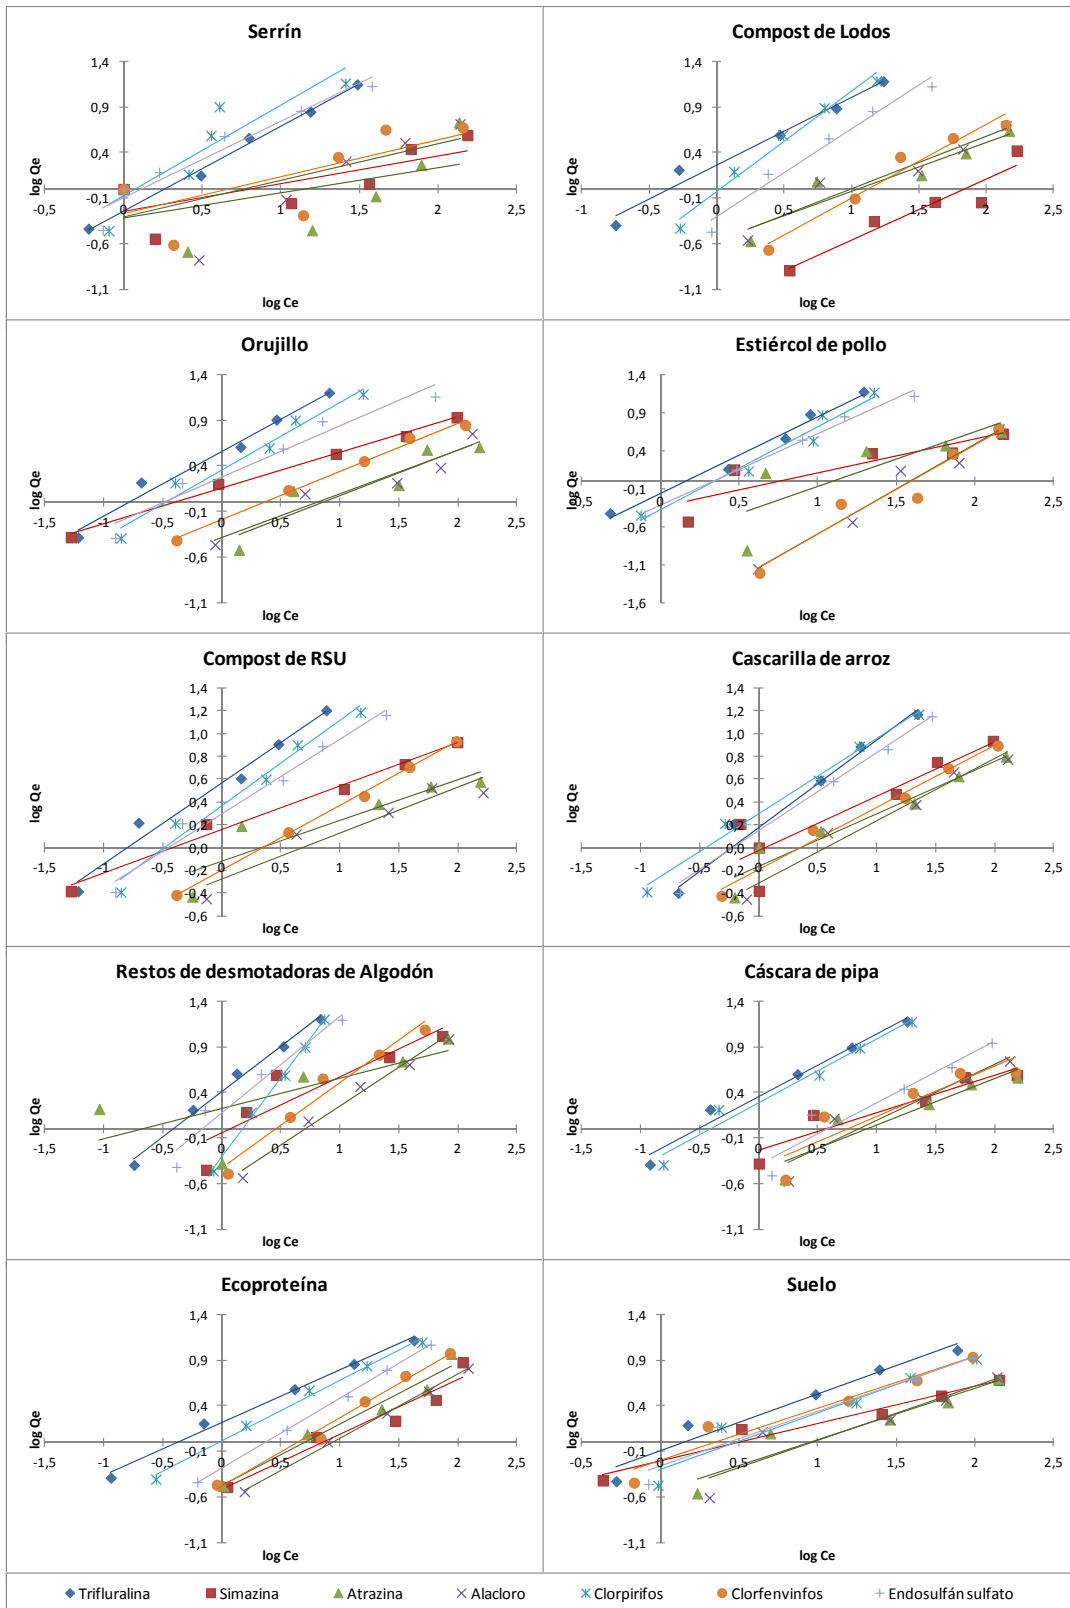 Serrín
1,4
0,9
0,4
-0,1
-0,6
-1,1
-0,5 0,5 1 1,5 2 2,5
log Qe
log Ce
Compost de Lodos
1,4
0,9
0,4
-0,1
-0,6
-1,1
-1 -0,5 0 0,5 1 1,5 2 2,5
log Qe
log Ce
Orujillo
1,4
0,9
0,4
-0,1
-0,6
-1,1
-1,5 -1 -0,5 0 0,5 1 1,5 2 2,5
log Qe
log Ce
Estiércol de pollo
1,4
0,9
0,4
-0,1
-0,6
-1,1
-1,6
-0,5 0,5 1 1,5 2 2,5
log Qe
log Ce
Compost de RSU
1,4
1,2
1,0
0,8
0,6
0,4
0,2
0,0
-0,2
-0,4
-0,6
-1,5 -1 -0,5 0 0,5 1 1,5 2 2,5
log Qe
log Ce
Cascarilla de arroz
1,4
1,2
1,0
0,8
0,6
0,4
0,2
0,0
-0,2
-0,4
-0,6
-1,5 -1 -0,5 0 0,5 1 1,5 2 2,5
log Qe
log Ce
Restos de desmotadoras de Algodón
1,4
0,9
0,4
-0,1
-0,6
-1,1
-1,5 -1 -0,5 0 0,5 1 1,5 2 2,5
log Qe
log Ce
Cáscara de pipa
1,4
0,9
0,4
-0,1
-0,6
-1,1
-1,5 -1 -0,5 0 0,5 1 1,5 2 2,5
log Qe
log Ce
Ecoproteína
1,4
0,9
0,4
-0,1
-0,6
-1,1
-1,5 -1 -0,5 0 0,5 1 1,5 2 2,5
log Qe
log Ce
Suelo
1,4
0,9
0,4
-0,1
-0,6
-1,1
-0,5 0,5 1 1,5 2 2,5
log Qe
log Ce
Trifluralina Simazina Atrazina Alacloro Clorpirifos Clorfenvinfos Endosulfán sulfato